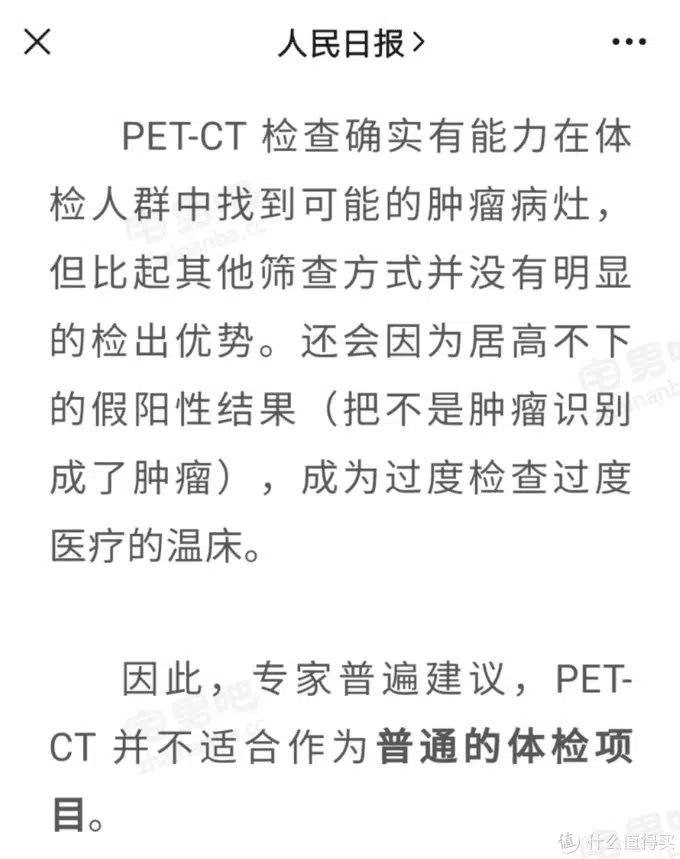 人民日报
PET-CT 检查确实有能力在体
检人群中找到可能的肿瘤病灶，
但比起其他筛查方式并没有明显
的检出优势。还会因为居高不下
的假阳性结果（把不是肿瘤识别
成了肿瘤），成为过度检查过度
医疗的温床。
因此，专家普遍建议，PET-
CT 并不适合作为普通的体检项
目。
值 什么值得买
宅男吧
zhainanba.cc